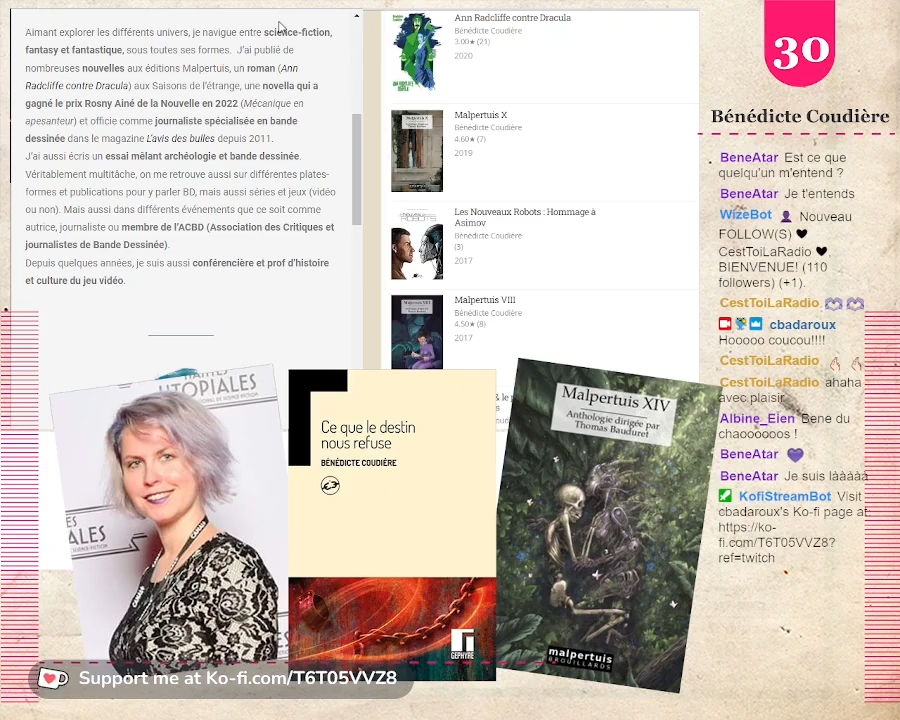 Aimant explorer les différents univers, je navigue entre science-fiction,
fantasy et fantastique, sous toutes ses formes. J'ai publié de
nombreuses nouvelles aux éditions Malpertuis, un roman (Ann
Radcliffe contre Dracula) aux Saisons de l'étrange, une novella qui a
gagné le prix Rosny Ainé de la Nouvelle en 2022 (Mécanique en
apesanteur) et officie comme journaliste spécialisée en bande
dessinée dans le magazine L'avis des bulles depuis 2011.
J'ai aussi écris un essai mêlant archéologie et bande dessinée.
Véritablement multitâche, on me retrouve aussi sur différentes plates-
formes et publications pour y parler BD, mais aussi séries et jeux (vidéo
ou non). Mais aussi dans différents événements que ce soit comme
autrice, journaliste ou membre de l'ACBD (Association des Critiques et
journalistes de Bande Dessinée).
Depuis quelques années, je suis aussi conférencière et prof d'histoire
et culture du jeu vidéo.
Ann Radcliffe contre Dracula
Bénédicte Coudière
3.00★ (21)
2020
Malpertuis X
Bénédicte Coudière
4.60★ (7)
2019
Les Nouveaux Robots : Hommage à
Asimov
Bénédicte Coudière
(3)
2017
Malpertuis VIII
Bénédicte Coudière
4.50★ (8)
2017
UTOPIALES
Ce que le destin
nous refuse
BÉNÉDICTE COUDIÈRE
GEPHYRE
Malpertuis XIV
Anthologie dirigée par
Thomas Bauduret
malpertuis
BROUILLARDS
Support me at Ko-fi.com/T6T05VVZ8
30
Bénédicte Coudière
BeneAtar Est ce que
quelqu'un m'entend ?
BeneAtar Je t'entends
WizeBot 👤 Nouveau
FOLLOW(S) ♥
CestToiLaRadio ♥,
BIENVENUE! (110
followers) (+1).
CestToiLaRadio
cbadaroux
Hooooo coucou!!!!
CestToiLaRadio
CestToiLaRadio ahaha
avec plaisir
Albine_Eien Bene du
chaooooooos !
BeneAtar 💜
BeneAtar Je suis lààààà
KofiStreamBot Visit
cbadaroux's Ko-fi page at:
https://ko-
fi.com/T6T05VVZ8?
ref=twitch